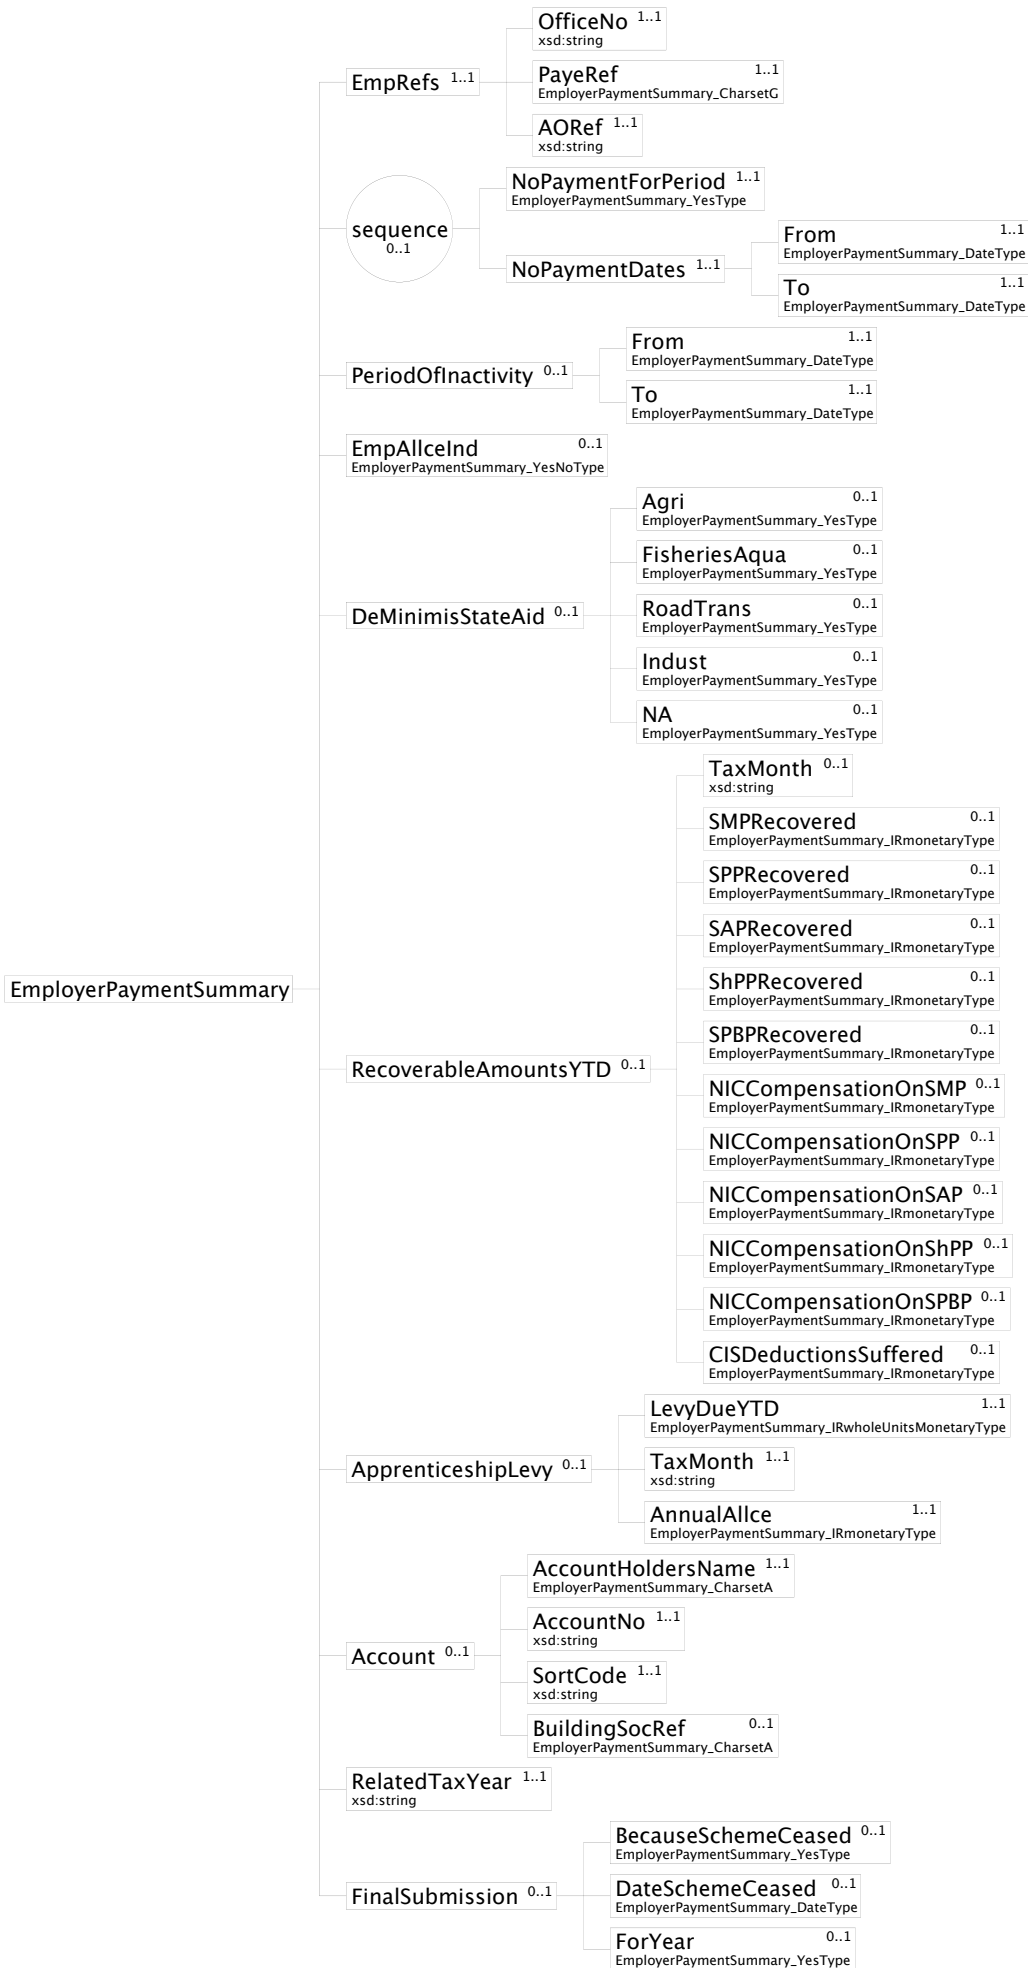 OfficeNo 1..1
xsd:string
EmpRefs 1..1
PayeRef 1..1
EmployerPaymentSummary_CharsetG
AORef 1..1
xsd:string
sequence
0..1
NoPaymentForPeriod 1..1
EmployerPaymentSummary_YesType
NoPaymentDates 1..1
From 1..1
EmployerPaymentSummary_DateType
To 1..1
EmployerPaymentSummary_DateType
PeriodOfInactivity 0..1
From 1..1
EmployerPaymentSummary_DateType
To 1..1
EmployerPaymentSummary_DateType
EmpAllceInd 0..1
EmployerPaymentSummary_YesNoType
DeMinimisStateAid 0..1
Agri 0..1
EmployerPaymentSummary_YesType
FisheriesAqua 0..1
EmployerPaymentSummary_YesType
RoadTrans 0..1
EmployerPaymentSummary_YesType
Indust 0..1
EmployerPaymentSummary_YesType
NA 0..1
EmployerPaymentSummary_YesType
EmployerPaymentSummary
RecoverableAmountsYTD 0..1
TaxMonth 0..1
xsd:string
SMPRecovered 0..1
EmployerPaymentSummary_IRmonetaryType
SPPRecovered 0..1
EmployerPaymentSummary_IRmonetaryType
SAPRecovered 0..1
EmployerPaymentSummary_IRmonetaryType
ShPPRecovered 0..1
EmployerPaymentSummary_IRmonetaryType
SPBPRecovered 0..1
EmployerPaymentSummary_IRmonetaryType
NICCompensationOnSMP 0..1
EmployerPaymentSummary_IRmonetaryType
NICCompensationOnSPP 0..1
EmployerPaymentSummary_IRmonetaryType
NICCompensationOnSAP 0..1
EmployerPaymentSummary_IRmonetaryType
NICCompensationOnShPP 0..1
EmployerPaymentSummary_IRmonetaryType
NICCompensationOnSPBP 0..1
EmployerPaymentSummary_IRmonetaryType
CISDeductionsSuffered 0..1
EmployerPaymentSummary_IRmonetaryType
ApprenticeshipLevy 0..1
LevyDueYTD 1..1
EmployerPaymentSummary_IRwholeUnitsMonetaryType
TaxMonth 1..1
xsd:string
AnnualAllce 1..1
EmployerPaymentSummary_IRmonetaryType
Account 0..1
AccountHoldersName 1..1
EmployerPaymentSummary_CharsetA
AccountNo 1..1
xsd:string
SortCode 1..1
xsd:string
BuildingSocRef 0..1
EmployerPaymentSummary_CharsetA
RelatedTaxYear 1..1
xsd:string
FinalSubmission 0..1
BecauseSchemeCeased 0..1
EmployerPaymentSummary_YesType
DateSchemeCeased 0..1
EmployerPaymentSummary_DateType
ForYear 0..1
EmployerPaymentSummary_YesType